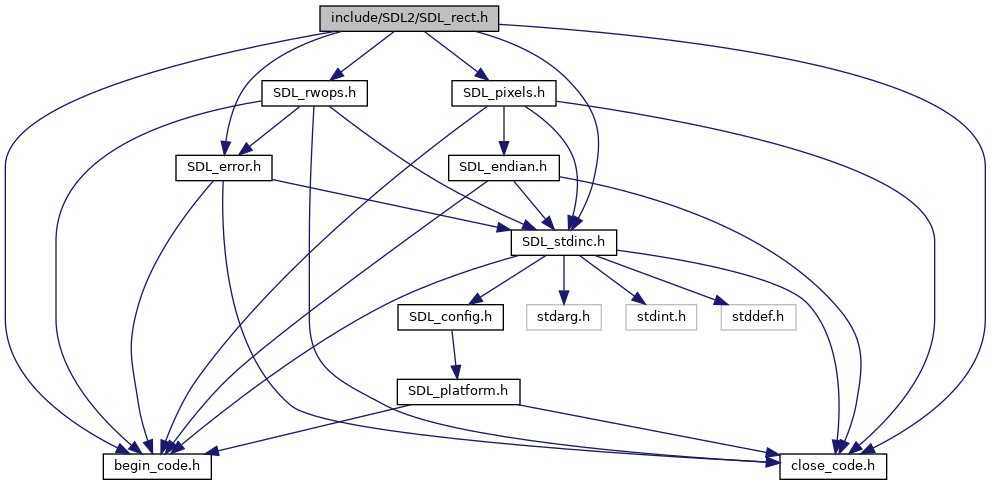 include/SDL2/SDL_rect.h
SDL_rwops.h
SDL_pixels.h
SDL_error.h
SDL_endian.h
SDL_stdinc.h
SDL_config.h
stdarg.h
stdint.h
stddef.h
SDL_platform.h
begin_code.h
close_code.h